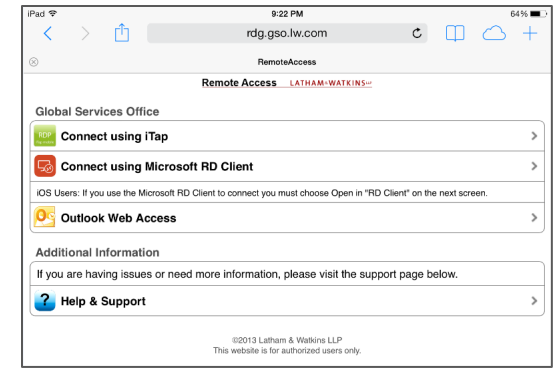 iPad 9:22 PM 64%
rdg.gso.lw.com
RemoteAccess
Remote Access LATHAM&WATKINS LLP
Global Services Office
RDP
Connect using iTap
Connect using Microsoft RD Client
iOS Users: If you use the Microsoft RD Client to connect you must choose Open in "RD Client" on the next screen.
Outlook Web Access
Additional Information
If you are having issues or need more information, please visit the support page below.
? Help & Support
©2013 Latham & Watkins LLP
This website is for authorized users only.